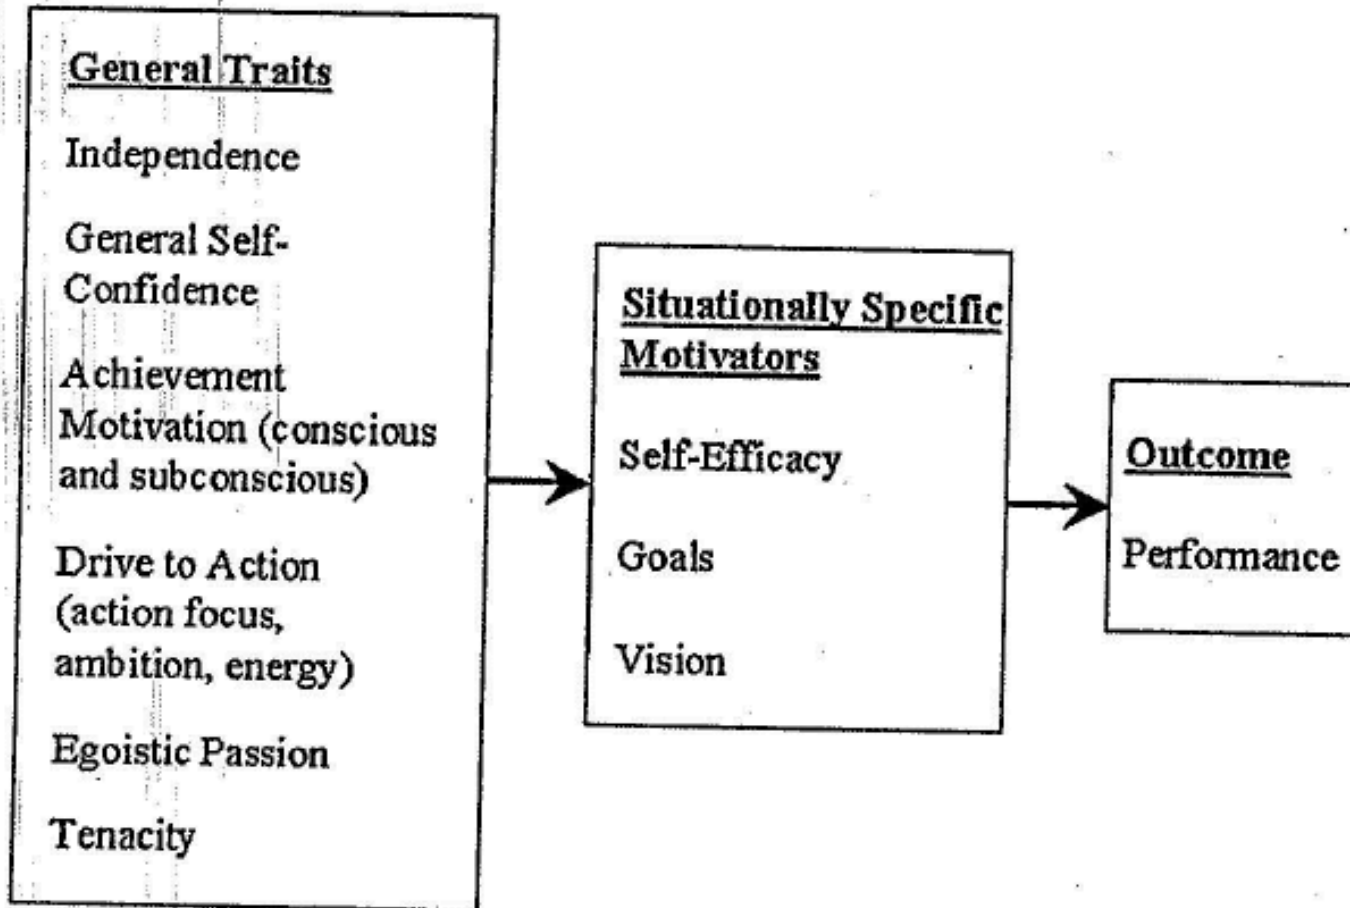 General Traits
Independence
General Self-
Confidence
Achievement
Motivation (conscious
and subconscious)
Drive to Action
(action focus,
ambition, energy)
Egoistic Passion
Tenacity
Situationally Specific
Motivators
Self-Efficacy
Goals
Vision
Outcome
Performance